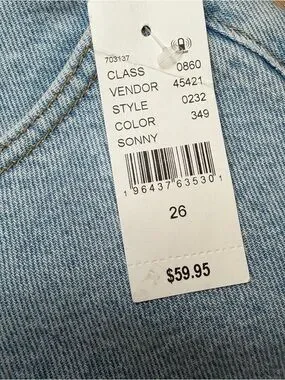 703137
CLASS 0860
VENDOR 45421
STYLE 0232
COLOR 349
SONNY
1 96437 63530 1
26
$59.95